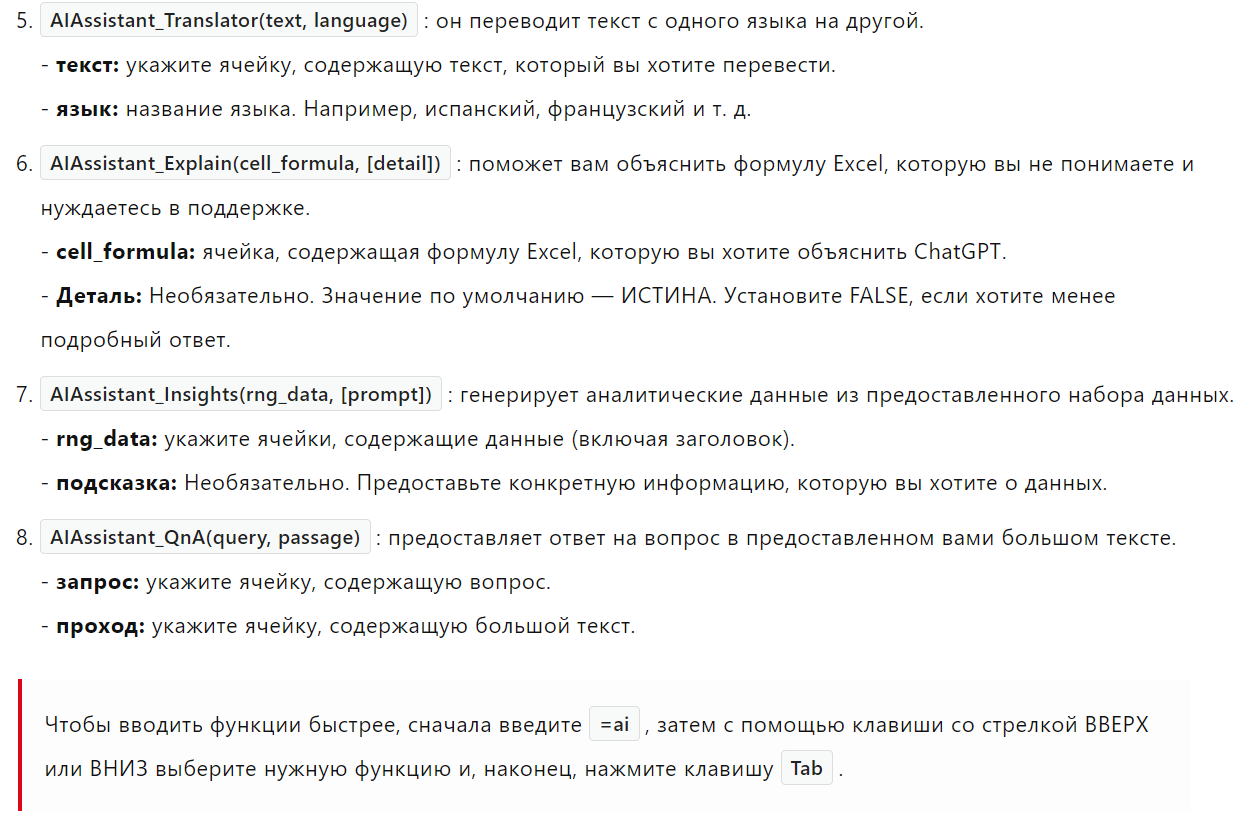 5. AIAssistant_Translator(text, language) : он переводит текст с одного языка на другой.
- текст: укажите ячейку, содержащую текст, который вы хотите перевести.
- язык: название языка. Например, испанский, французский и т. д.
6. AIAssistant_Explain(cell_formula, [detail]) : поможет вам объяснить формулу Excel, которую вы не понимаете и
нуждаетесь в поддержке.
- cell_formula: ячейка, содержащая формулу Excel, которую вы хотите объяснить ChatGPT.
- Деталь: Необязательно. Значение по умолчанию — ИСТИНА. Установите FALSE, если хотите менее
подробный ответ.
7. AIAssistant_Insights(rng_data, [prompt]) : генерирует аналитические данные из предоставленного набора данных.
- rng_data: укажите ячейки, содержащие данные (включая заголовок).
- подсказка: Необязательно. Предоставьте конкретную информацию, которую вы хотите о данных.
8. AIAssistant_QnA(query, passage) : предоставляет ответ на вопрос в предоставленном вами большом тексте.
- запрос: укажите ячейку, содержащую вопрос.
- проход: укажите ячейку, содержащую большой текст.
Чтобы вводить функции быстрее, сначала введите =ai , затем с помощью клавиши со стрелкой ВВЕРХ
или ВНИЗ выберите нужную функцию и, наконец, нажмите клавишу Tab .